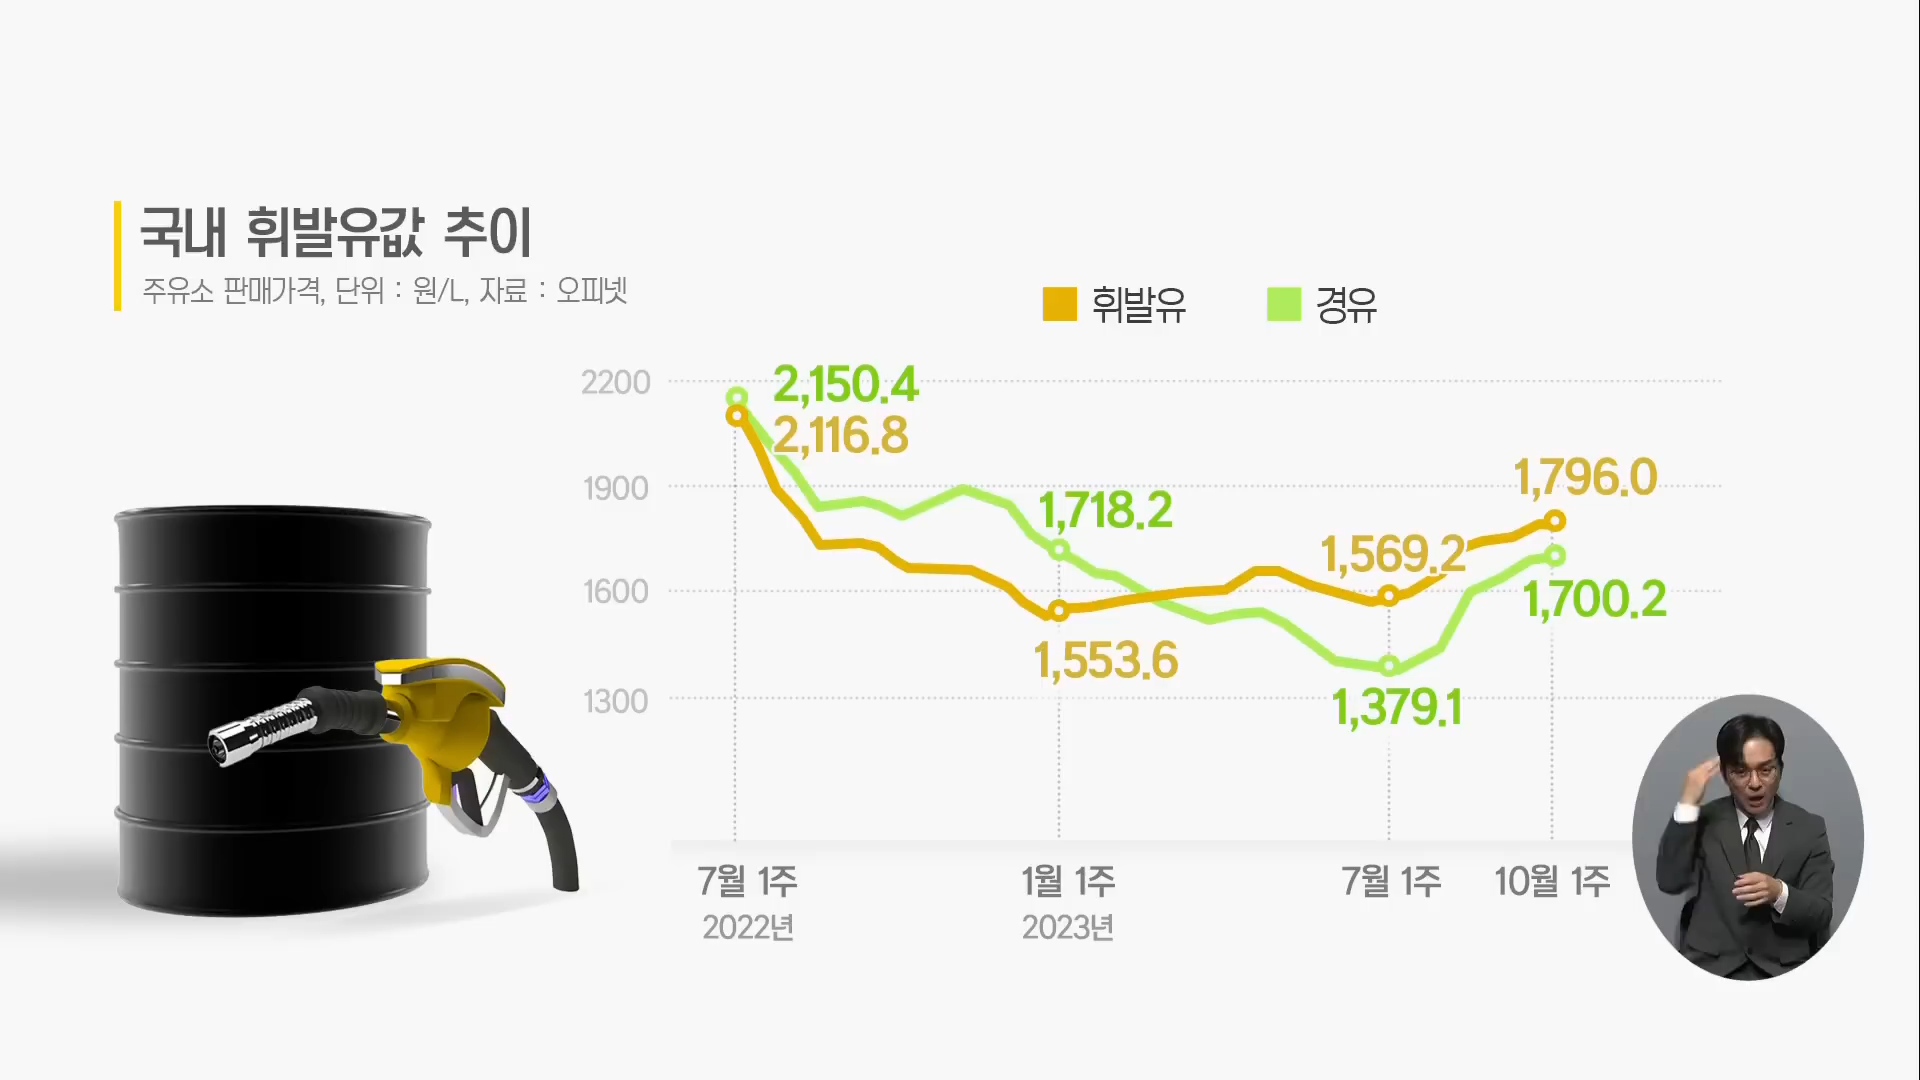 국내 휘발유값 추이
주유소 판매가격, 단위 : 원/L, 자료 : 오피넷
휘발유 경유
2200
1900
1600
1300
2,150.4
2,116.8
1,718.2
1,553.6
1,569.2
1,379.1
1,796.0
1,700.2
7월 1주 1월 1주 7월 1주 10월 1주
2022년 2023년